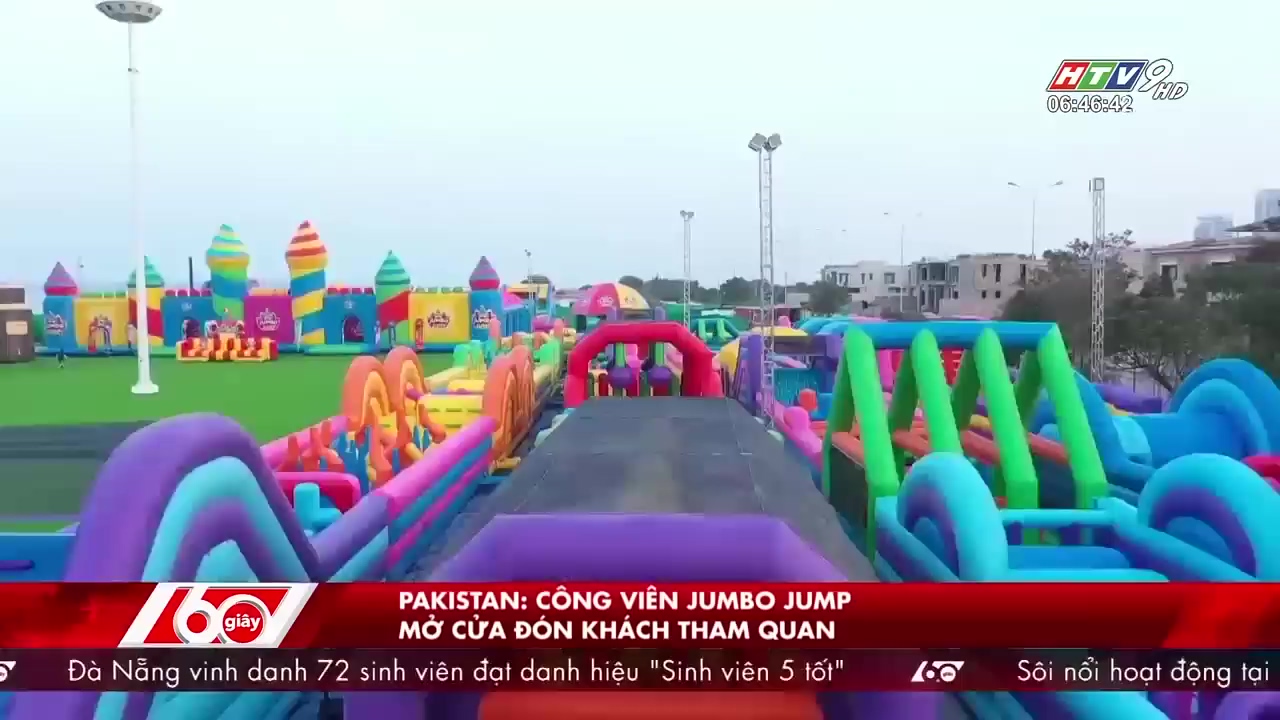 HTV9 HD
06:46:42
60 giây
PAKISTAN: CÔNG VIÊN JUMBO JUMP
MỞ CỬA ĐÓN KHÁCH THAM QUAN
Đà Nẵng vinh danh 72 sinh viên đạt danh hiệu "Sinh viên 5 tốt"
60
Sôi nổi hoạt động tại